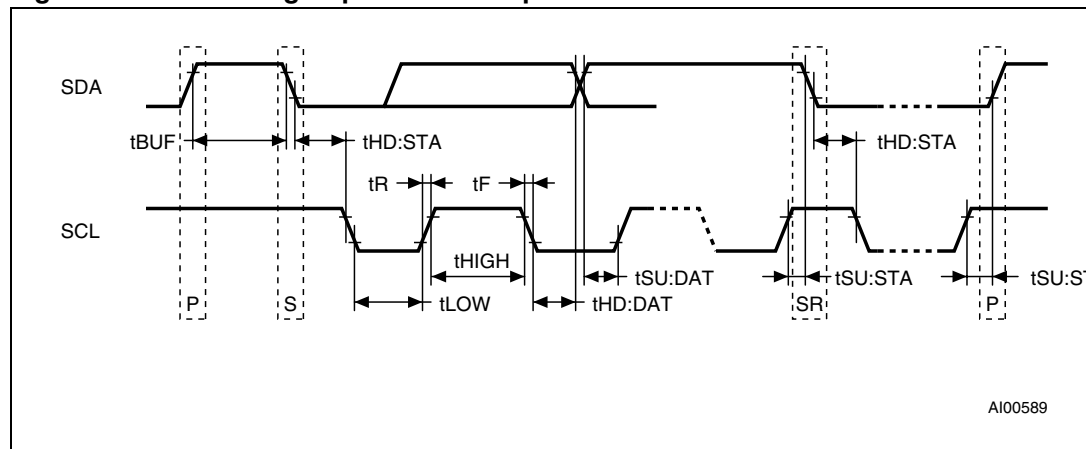 SDA
tBUF
tHD:STA
tHD:STA
tR
tF
SCL
tHIGH
tSU:DAT
tSU:STA
tLOW
tHD:DAT
P
S
SR
P
AI00589